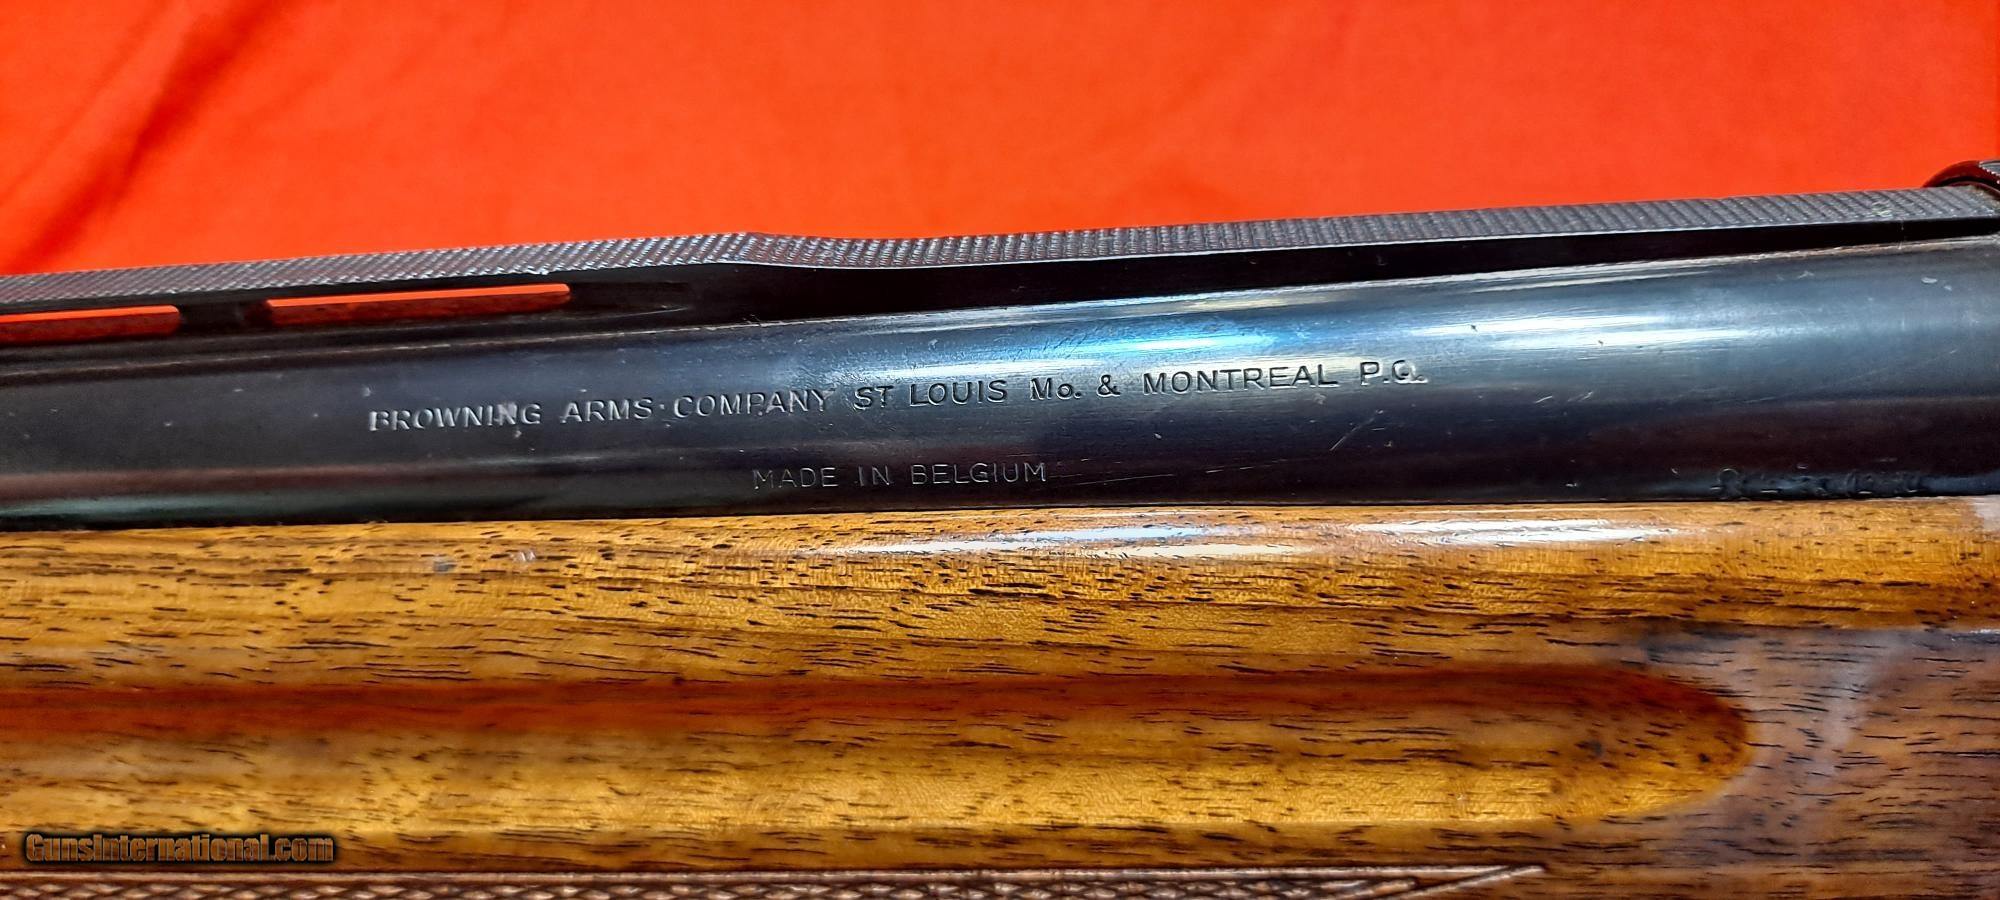 BROWNING ARMS COMPANY ST LOUIS Mo. & MONTREAL P.Q.
MADE IN BELGIUM
GunsInternational.com